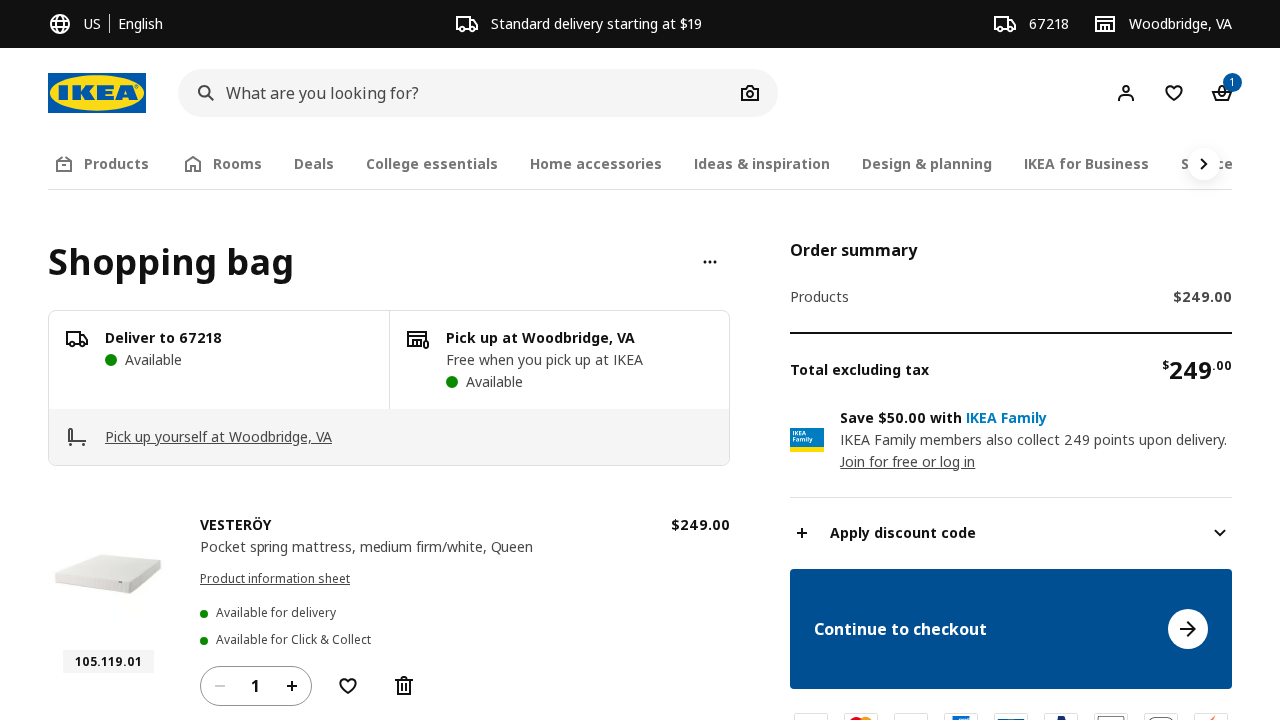 US
English
Standard delivery starting at $19
67218
Woodbridge, VA
IKEA
What are you looking for?
1
Products
Rooms
Deals
College essentials
Home accessories
Ideas & inspiration
Design & planning
IKEA for Business
Shopping bag
Deliver to 67218
Available
Pick up at Woodbridge, VA
Free when you pick up at IKEA
Available
Pick up yourself at Woodbridge, VA
VESTERÖY
$249.00
Pocket spring mattress, medium firm/white, Queen
Product information sheet
Available for delivery
Available for Click & Collect
105.119.01
1
Order summary
Products
$249.00
Total excluding tax
$249.00
Save $50.00 with IKEA Family
IKEA Family members also collect 249 points upon delivery.
Join for free or log in
IKEA
Family
Apply discount code
Continue to checkout